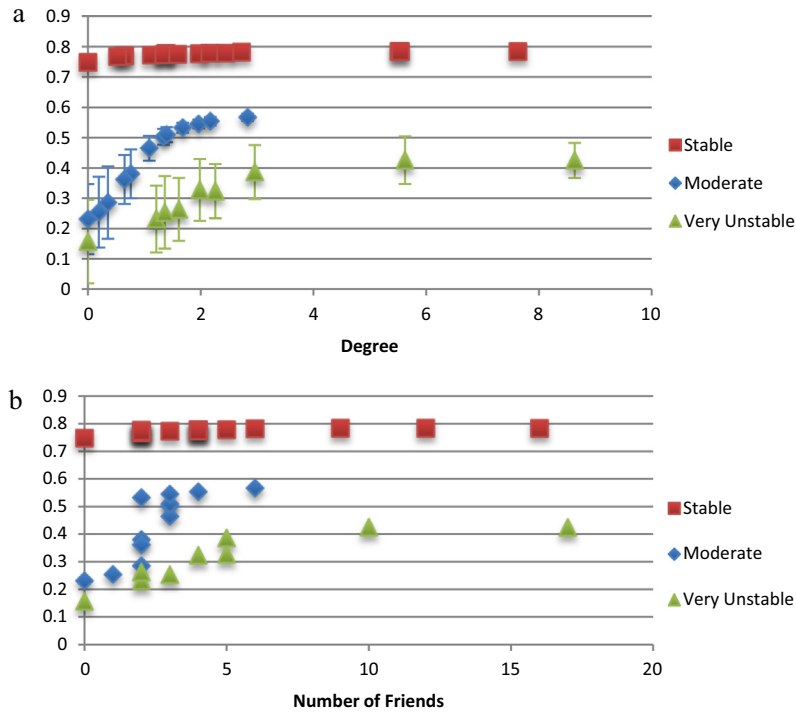 a
0.9
0.8
0.7
0.6
0.5
0.4
0.3
0.2
0.1
0
0 2 4 6 8 10
Degree
Stable
Moderate
Very Unstable
b
0.9
0.8
0.7
0.6
0.5
0.4
0.3
0.2
0.1
0
0 5 10 15 20
Number of Friends
Stable
Moderate
Very Unstable